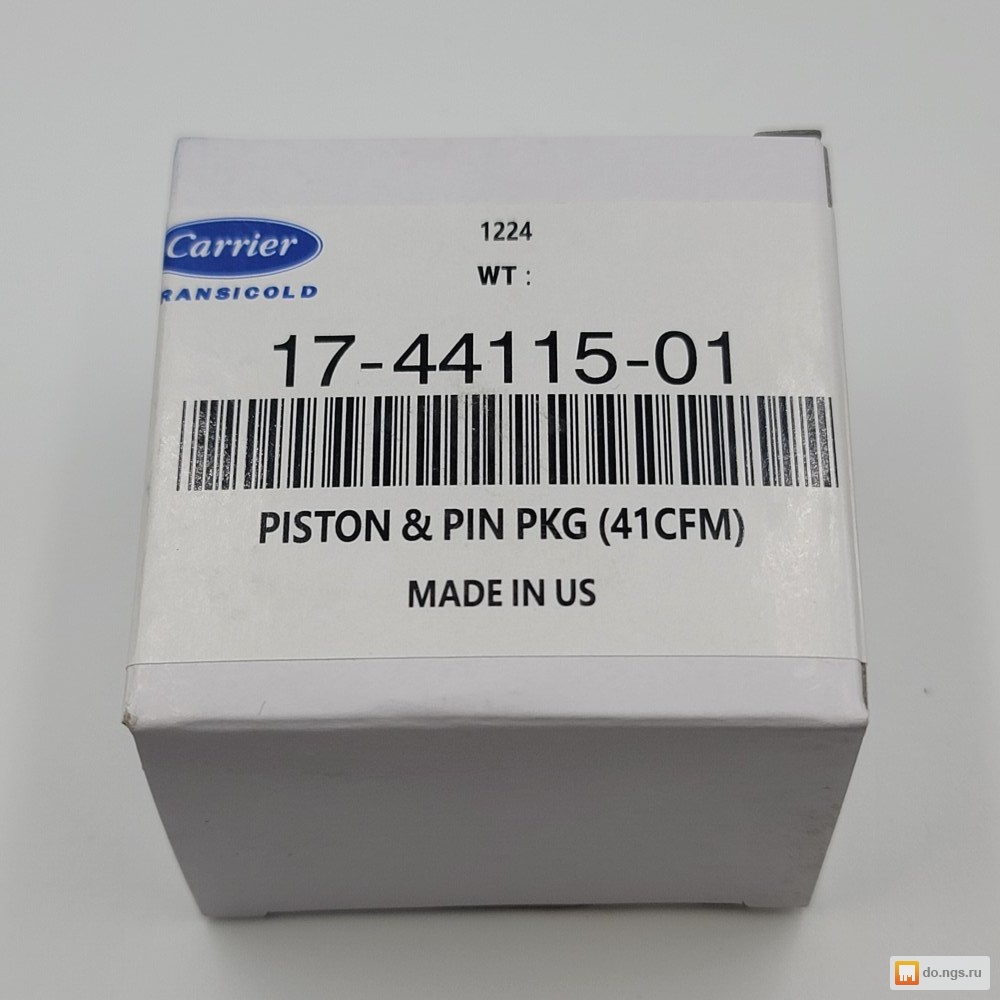 Carrier
RANSICOLD
1224
WT :
17-44115-01
PISTON & PIN PKG (41CFM)
MADE IN US
do.ngs.ru